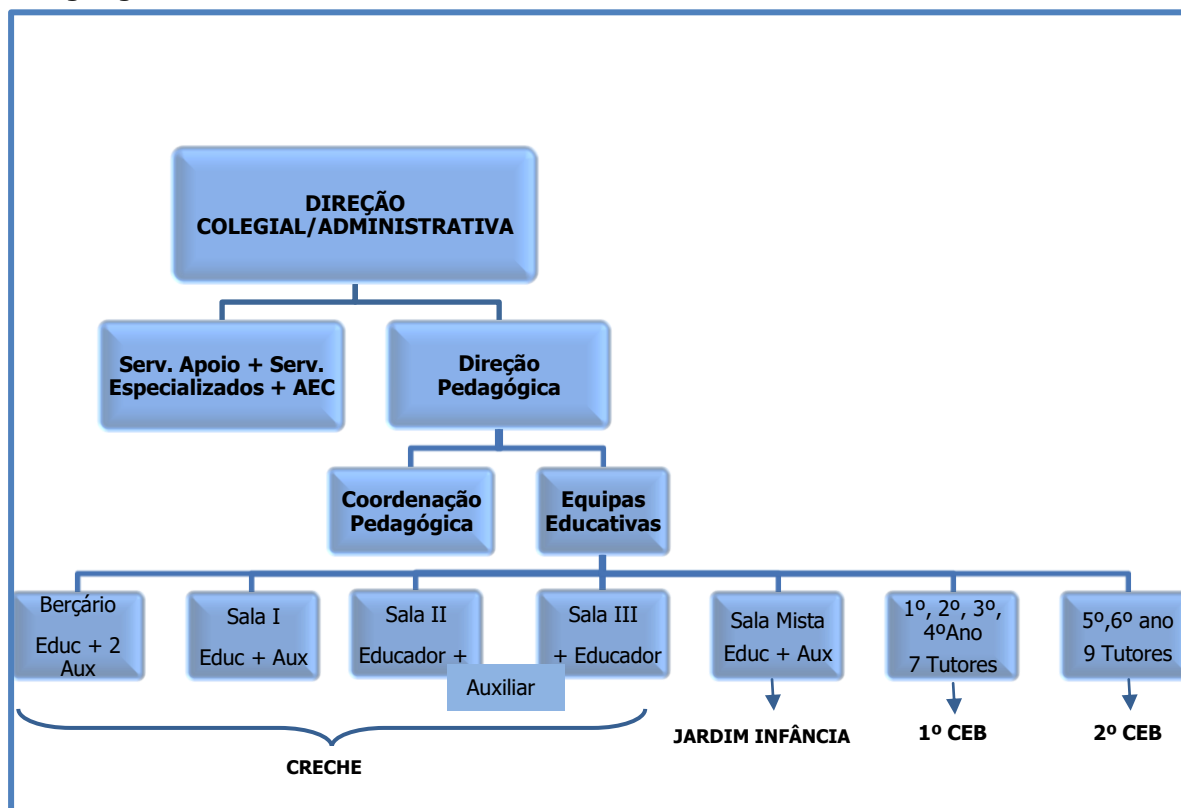 DIREÇÃO
COLEGIAL/ADMINISTRATIVA
Serv. Apoio + Serv.
Especializados + AEC
Direção
Pedagógica
Coordenação
Pedagógica
Equipas
Educativas
Berçário
Educ + 2
Aux
Sala I
Educ + Aux
Sala II
Educador +
Sala III
+ Educador
Auxiliar
Sala Mista
Educ + Aux
1º, 2º, 3º,
4ºAno
7 Tutores
5º,6º ano
9 Tutores
CRECHE
JARDIM INFÂNCIA
1º CEB
2º CEB